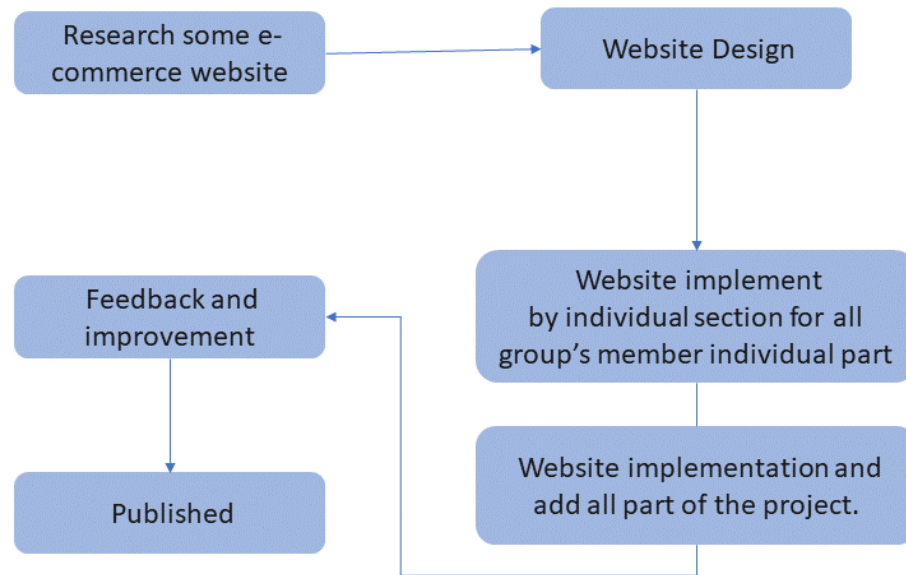 Research some e-
commerce website
Website Design
Website implement
by individual section for all
group’s member individual part
Website implementation and
add all part of the project.
Feedback and
improvement
Published